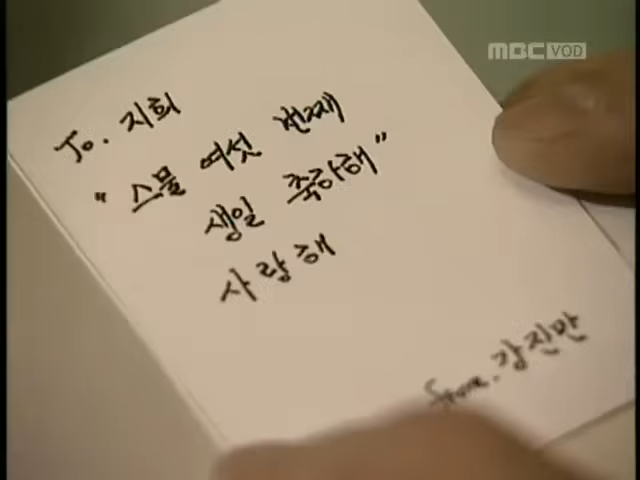 MBC VOD
To. 지희
"스물 여섯 번째
생일 축하해"
사랑해
from. 강진만